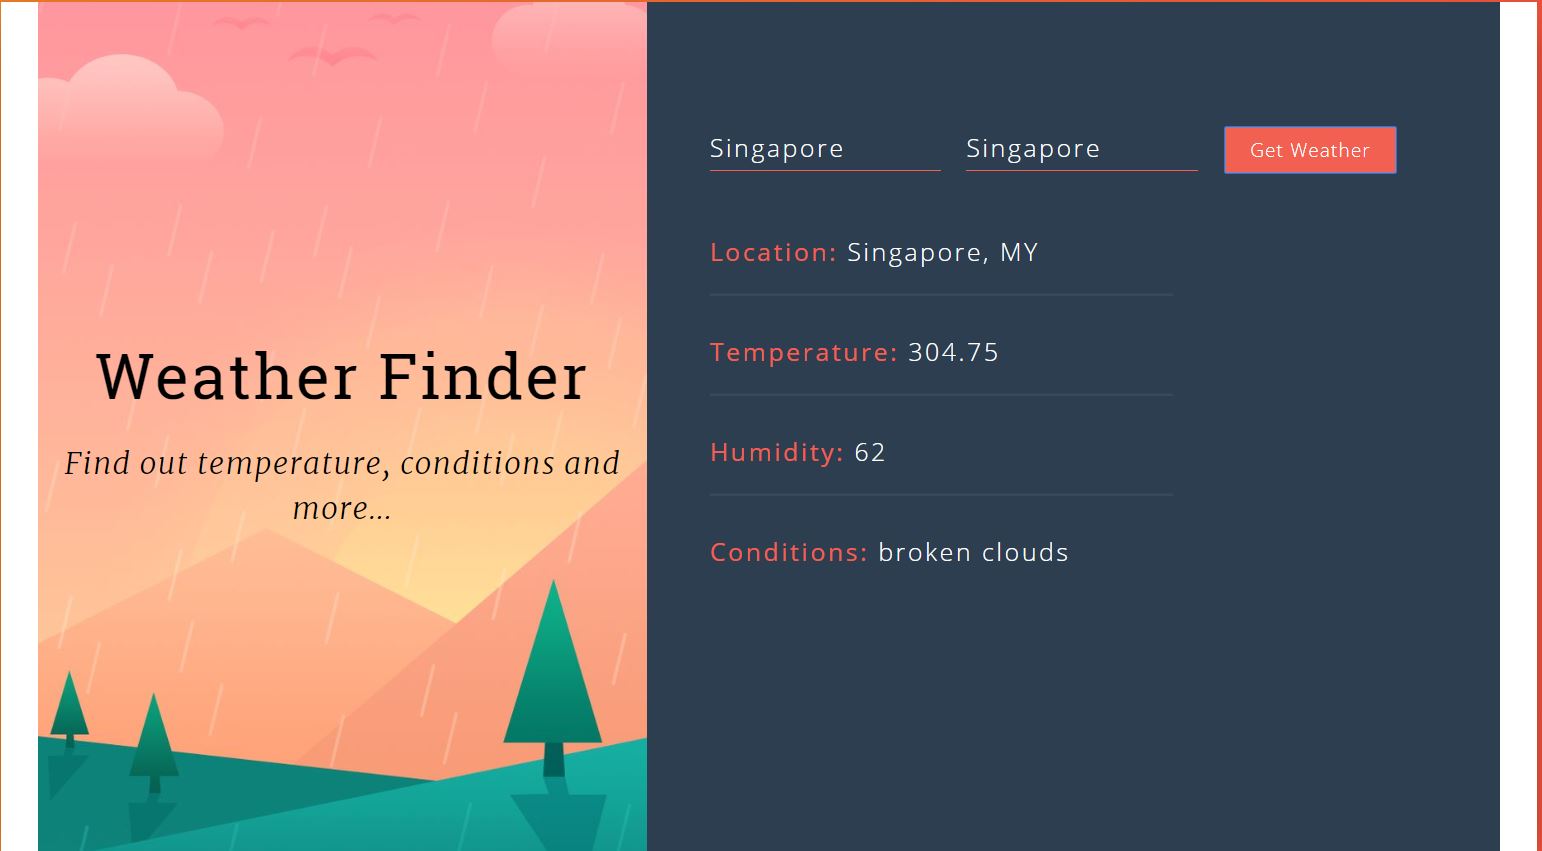 Weather Finder
Find out temperature, conditions and
more...
Singapore Singapore Get Weather
Location: Singapore, MY
Temperature: 304.75
Humidity: 62
Conditions: broken clouds